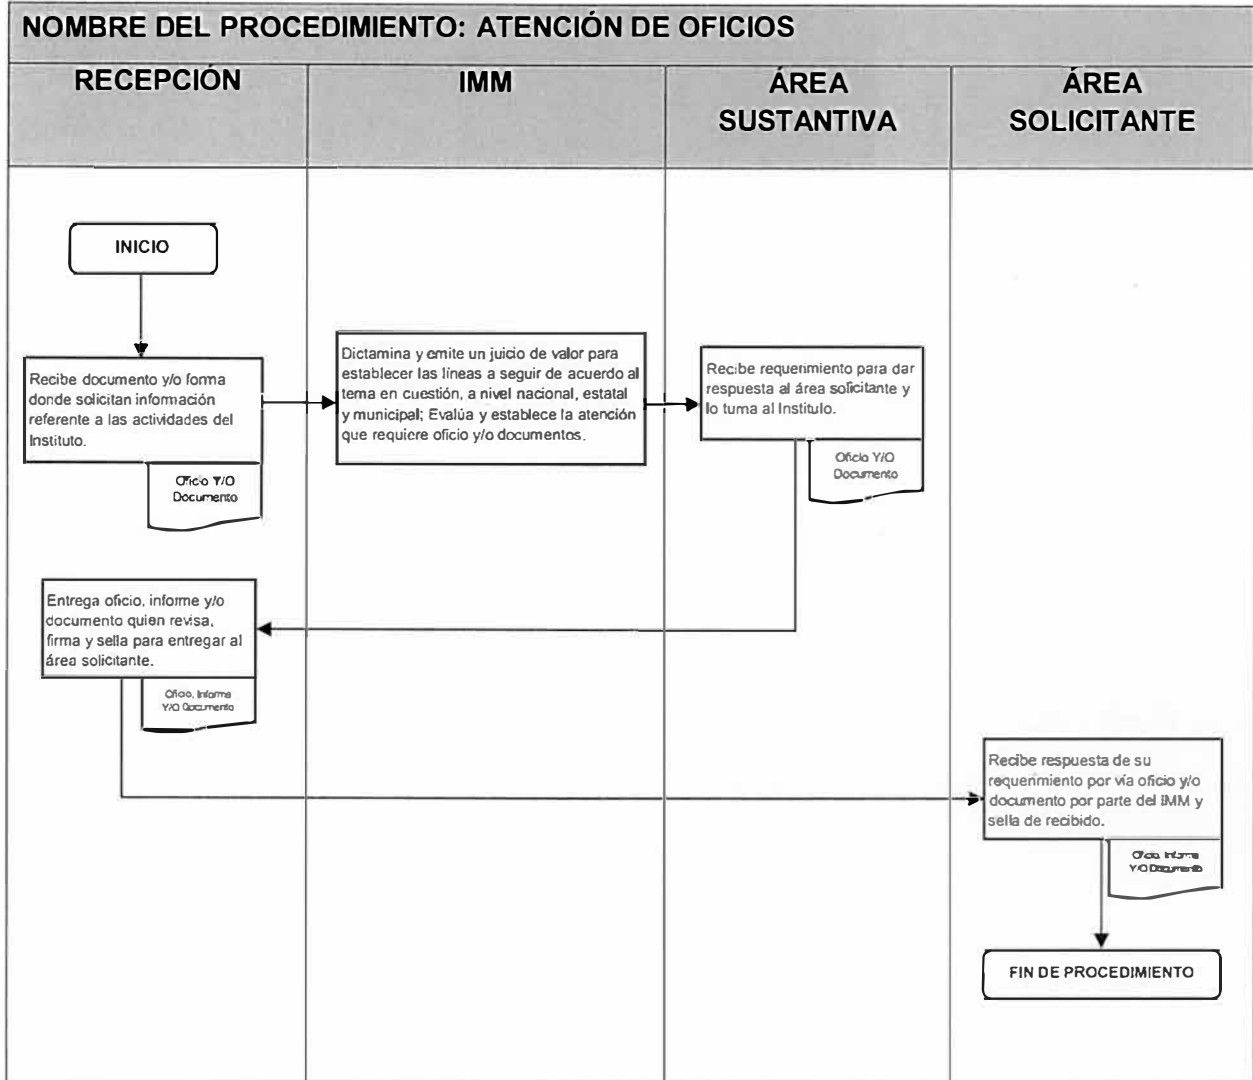 NOMBRE DEL PROCEDIMIENTO: ATENCIÓN DE OFICIOS
RECEPCIÓN
IMM
ÁREA
SUSTANTIVA
ÁREA
SOLICITANTE
INICIO
Recibe documento y/o forma
donde solicitan información
referente a las actividades del
Instituto.
Oficio Y/O
Documento
Dictamina y emite un juicio de valor para
establecer las líneas a seguir de acuerdo al
tema en cuestión, a nivel nacional, estatal
y municipal; Evalúa y establece la atención
que requiere oficio y/o documentos.
Recibe requerimiento para dar
respuesta al área solicitante y
lo turna al Instituto.
Oficio Y/O
Documento
Entrega oficio, informe y/o
documento quien revisa,
firma y sella para entregar al
área solicitante.
Oficio, Informe
Y/O Documento
Recibe respuesta de su
requerimiento por vía oficio y/o
documento por parte del IMM y
sella de recibido.
Oficio, Informe
Y/O Documento
FIN DE PROCEDIMIENTO